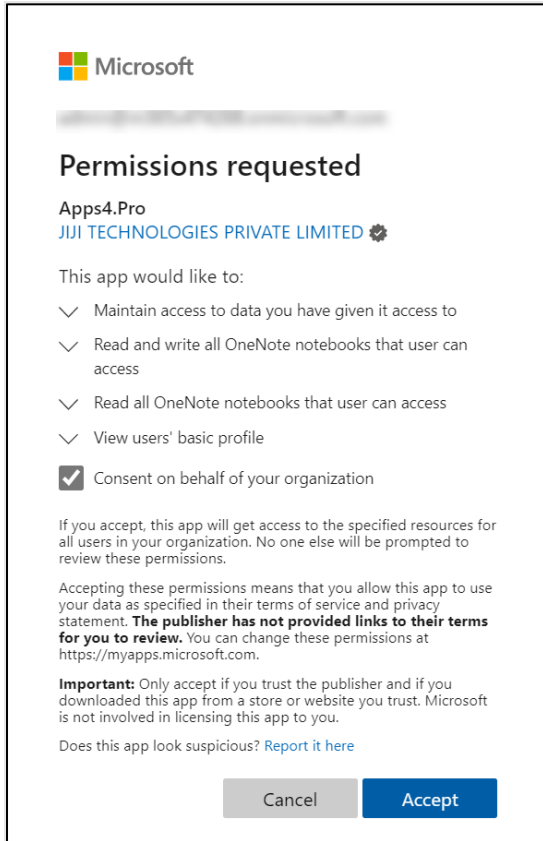 Microsoft
Permissions requested
Apps4.Pro
JIJI TECHNOLOGIES PRIVATE LIMITED
This app would like to:
Maintain access to data you have given it access to
Read and write all OneNote notebooks that user can
access
Read all OneNote notebooks that user can access
View users' basic profile
Consent on behalf of your organization
If you accept, this app will get access to the specified resources for
all users in your organization. No one else will be prompted to
review these permissions.
Accepting these permissions means that you allow this app to use
your data as specified in their terms of service and privacy
statement. The publisher has not provided links to their terms
for you to review. You can change these permissions at
https://myapps.microsoft.com.
Important: Only accept if you trust the publisher and if you
downloaded this app from a store or website you trust. Microsoft
is not involved in licensing this app to you.
Does this app look suspicious? Report it here
Cancel Accept